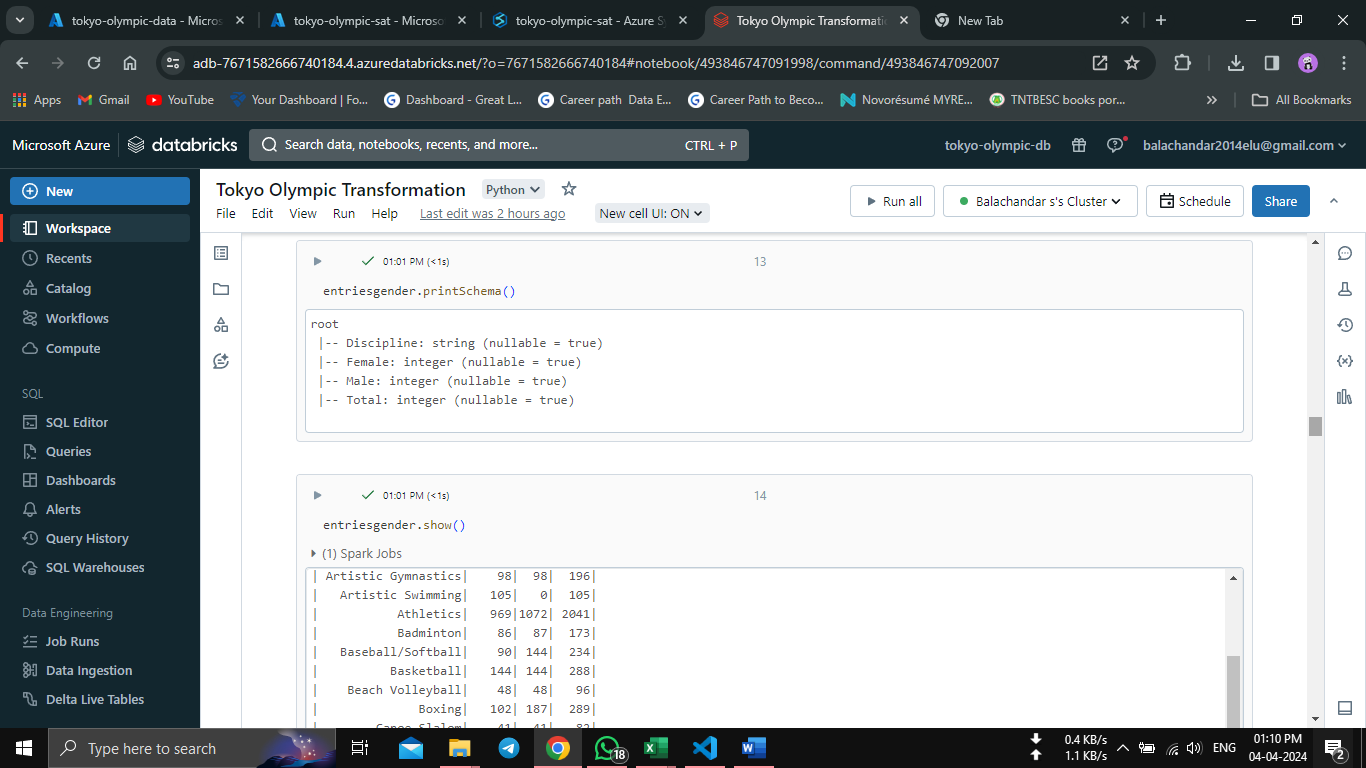 tokyo-olympic-data - Micros
tokyo-olympic-sat - Microso
tokyo-olympic-sat - Azure S
Tokyo Olympic Transformati
New Tab
adb-7671582666740184.4.azuredatabricks.net/?o=7671582666740184#notebook/493846747091998/command/493846747092007
Apps
Gmail
YouTube
Your Dashboard | Fo...
Dashboard - Great L...
Career path Data E...
Career Path to Beco...
Novorésumé MYRE...
TNTBESC books por...
»
All Bookmarks
Microsoft Azure
databricks
Search data, notebooks, recents, and more...
CTRL + P
tokyo-olympic-db
balachandar2014elu@gmail.com
New
Workspace
Recents
Catalog
Workflows
Compute
SQL
SQL Editor
Queries
Dashboards
Alerts
Query History
SQL Warehouses
Data Engineering
Job Runs
Data Ingestion
Delta Live Tables
Tokyo Olympic Transformation
Python
File
Edit
View
Run
Help
Last edit was 2 hours ago
New cell UI: ON
Run all
Balachandar s's Cluster
Schedule
Share
01:01 PM (<1s)
13
entriesgender.printSchema()
root
|-- Discipline: string (nullable = true)
|-- Female: integer (nullable = true)
|-- Male: integer (nullable = true)
|-- Total: integer (nullable = true)
01:01 PM (<1s)
14
entriesgender.show()
(1) Spark Jobs
| Artistic Gymnastics| 98| 98| 196|
| Artistic Swimming| 105| 0| 105|
| Athletics| 969|1072| 2041|
| Badminton| 86| 87| 173|
| Baseball/Softball| 90| 144| 234|
| Basketball| 144| 144| 288|
| Beach Volleyball| 48| 48| 96|
| Boxing| 102| 187| 289|
| Canoe Slalom| 41| 41| 82|
Type here to search
18
0.4 KB/s
1.1 KB/s
ENG
01:10 PM
04-04-2024
2